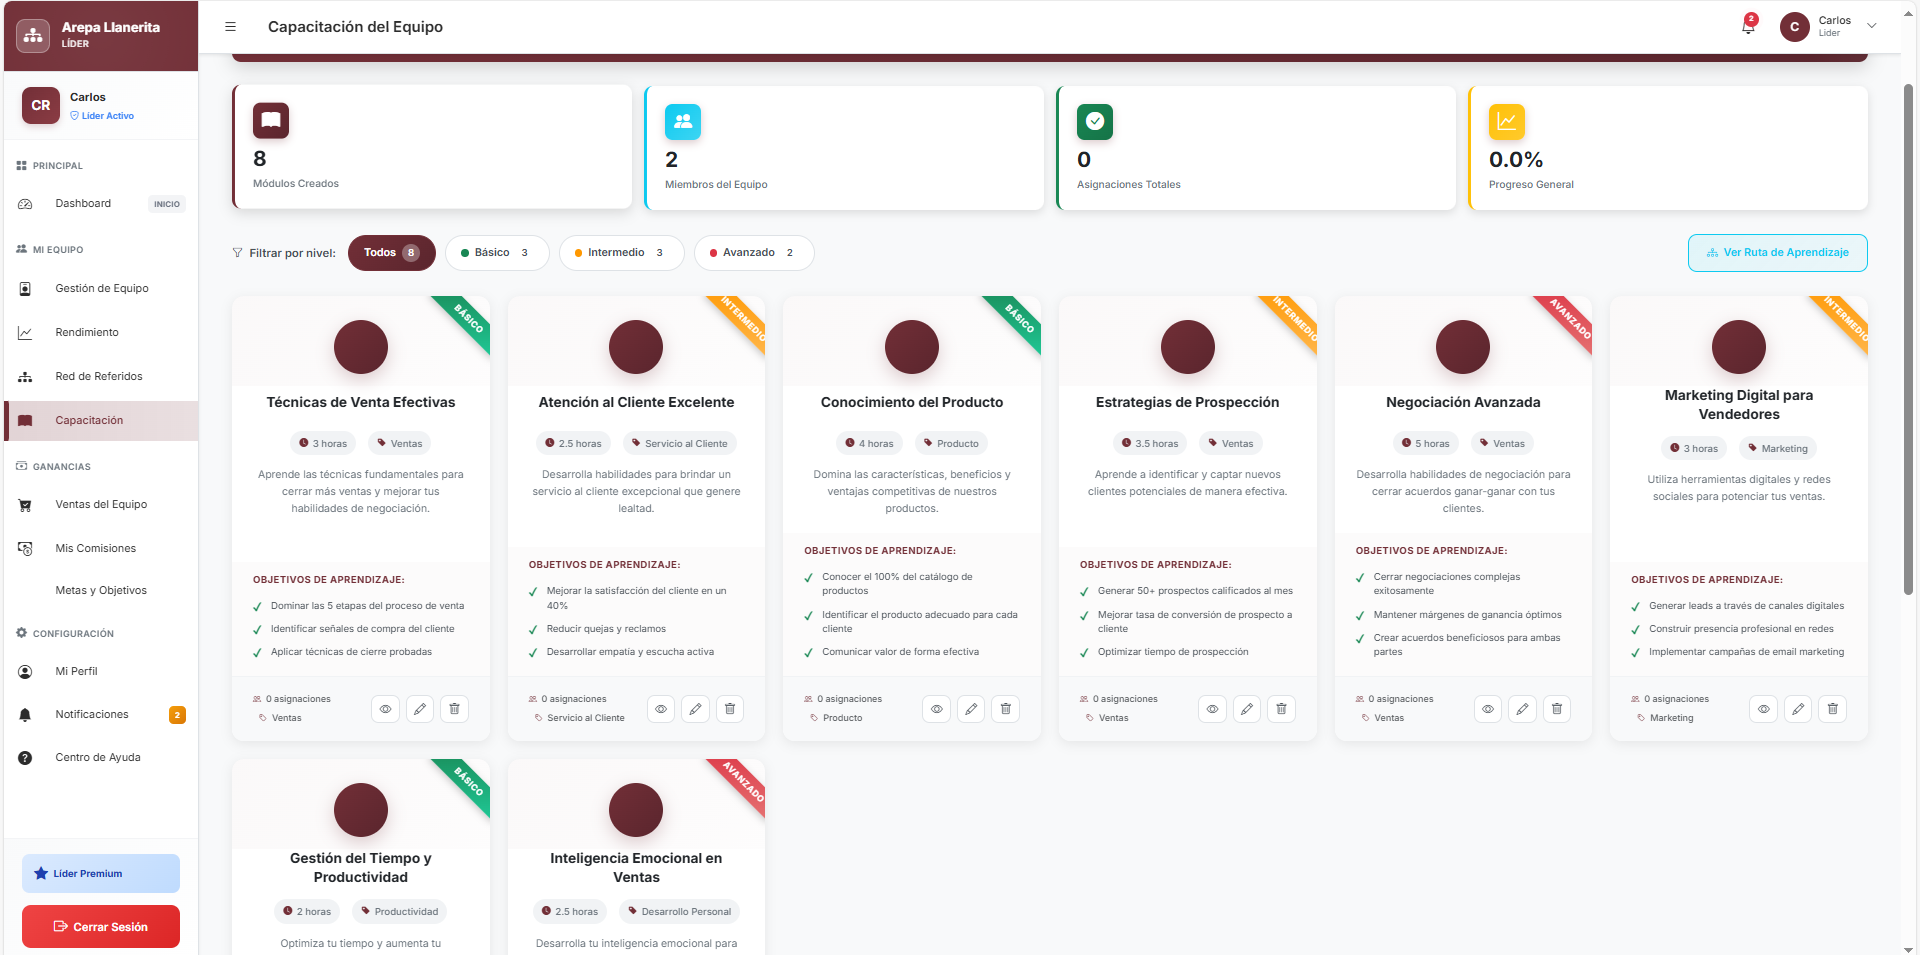 Arepa Llanerita
LÍDER
CR
Carlos
Líder Activo
PRINCIPAL
Dashboard
INICIO
MI EQUIPO
Gestión de Equipo
Rendimiento
Red de Referidos
Capacitación
GANANCIAS
Ventas del Equipo
Mis Comisiones
Metas y Objetivos
CONFIGURACIÓN
Mi Perfil
Notificaciones
2
Centro de Ayuda
Líder Premium
Cerrar Sesión
Capacitación del Equipo
2
C
Carlos
Líder
8
Módulos Creados
2
Miembros del Equipo
0
Asignaciones Totales
0.0%
Progreso General
Filtrar por nivel:
Todos 8
Básico 3
Intermedio 3
Avanzado 2
Ver Ruta de Aprendizaje
BÁSICO
Técnicas de Venta Efectivas
3 horas
Ventas
Aprende las técnicas fundamentales para
cerrar más ventas y mejorar tus
habilidades de negociación.
OBJETIVOS DE APRENDIZAJE:
Dominar las 5 etapas del proceso de venta
Identificar señales de compra del cliente
Aplicar técnicas de cierre probadas
0 asignaciones
Ventas
INTERMEDIO
Atención al Cliente Excelente
2.5 horas
Servicio al Cliente
Desarrolla habilidades para brindar un
servicio al cliente excepcional que genere
lealtad.
OBJETIVOS DE APRENDIZAJE:
Mejorar la satisfacción del cliente en un
40%
Reducir quejas y reclamos
Desarrollar empatía y escucha activa
0 asignaciones
Servicio al Cliente
BÁSICO
Conocimiento del Producto
4 horas
Producto
Domina las características, beneficios y
ventajas competitivas de nuestros
productos.
OBJETIVOS DE APRENDIZAJE:
Conocer el 100% del catálogo de
productos
Identificar el producto adecuado para cada
cliente
Comunicar valor de forma efectiva
0 asignaciones
Producto
INTERMEDIO
Estrategias de Prospección
3.5 horas
Ventas
Aprende a identificar y captar nuevos
clientes potenciales de manera efectiva.
OBJETIVOS DE APRENDIZAJE:
Generar 50+ prospectos calificados al mes
Mejorar tasa de conversión de prospecto a
cliente
Optimizar tiempo de prospección
0 asignaciones
Ventas
AVANZADO
Negociación Avanzada
5 horas
Ventas
Desarrolla habilidades de negociación para
cerrar acuerdos ganar-ganar con tus
clientes.
OBJETIVOS DE APRENDIZAJE:
Cerrar negociaciones complejas
exitosamente
Mantener márgenes de ganancia óptimos
Crear acuerdos beneficiosos para ambas
partes
0 asignaciones
Ventas
INTERMEDIO
Marketing Digital para
Vendedores
3 horas
Marketing
Utiliza herramientas digitales y redes
sociales para potenciar tus ventas.
OBJETIVOS DE APRENDIZAJE:
Generar leads a través de canales digitales
Construir presencia profesional en redes
Implementar campañas de email marketing
0 asignaciones
Marketing
BÁSICO
Gestión del Tiempo y
Productividad
2 horas
Productividad
Optimiza tu tiempo y aumenta tu
AVANZADO
Inteligencia Emocional en
Ventas
2.5 horas
Desarrollo Personal
Desarrolla tu inteligencia emocional para